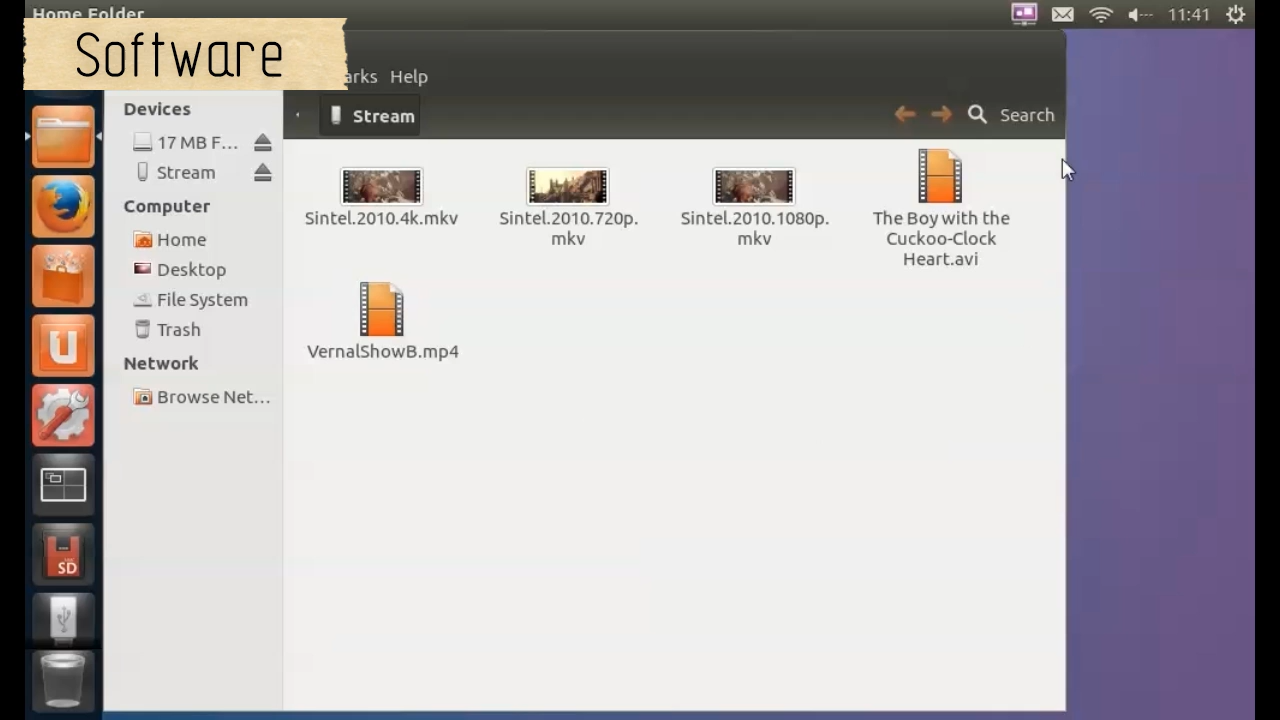 Home Folder
11:41
Software
arks Help
Stream
Search
Devices
17 MB F...
Stream
Computer
Home
Desktop
File System
Trash
Network
Browse Net...
Sintel.2010.4k.mkv
Sintel.2010.720p.
mkv
Sintel.2010.1080p.
mkv
The Boy with the
Cuckoo-Clock
Heart.avi
VernalShowB.mp4
U
SD